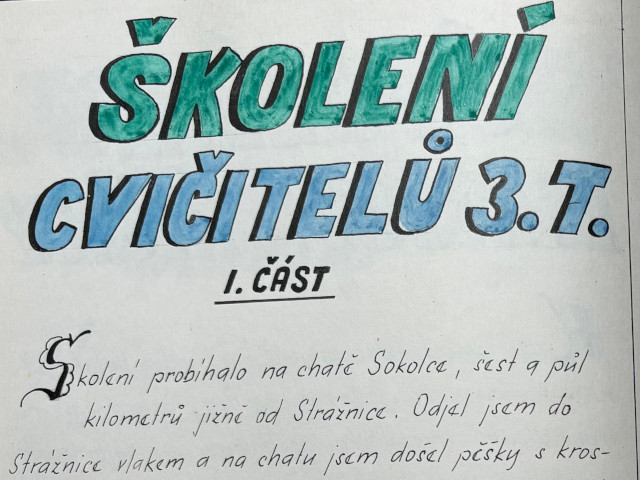 ŠKOLENÍ
CVIČITELŮ 3.T.
I. ČÁST
Školení probíhalo na chatě Sokolce, šest a půl
kilometrů jižně od Strážnice. Odjel jsem do
Strážnice vlakem a na chatu jsem došel pěšky s kros-